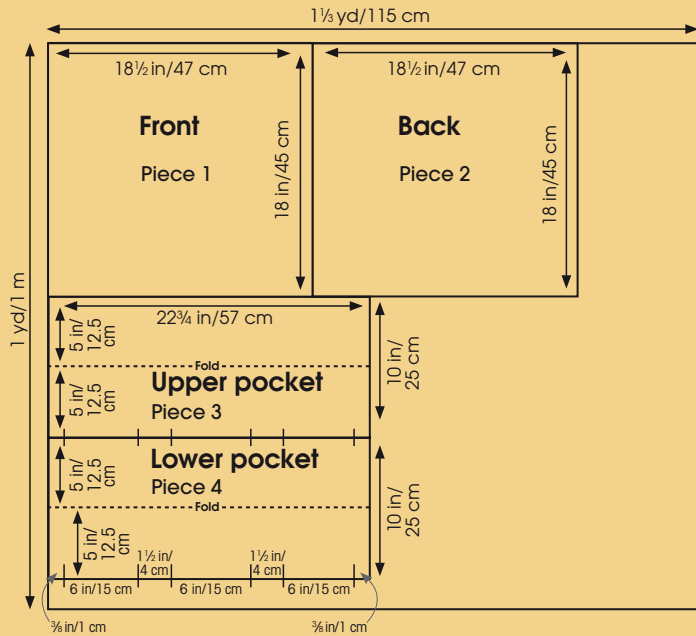 1⅓ yd/115 cm
18½ in/47 cm
18½ in/47 cm
Front
Back
Piece 1
Piece 2
18 in/45 cm
18 in/45 cm
1 yd/1 m
22¾ in/57 cm
5 in/
12.5
cm
10 in/
25 cm
Fold
Upper pocket
Piece 3
5 in/
12.5
cm
Lower pocket
Piece 4
5 in/
12.5
cm
10 in/
25 cm
Fold
5 in/
12.5
cm
1½ in/
4 cm
1½ in/
4 cm
6 in/15 cm
6 in/15 cm
6 in/15 cm
⅜ in/1 cm
⅜ in/1 cm